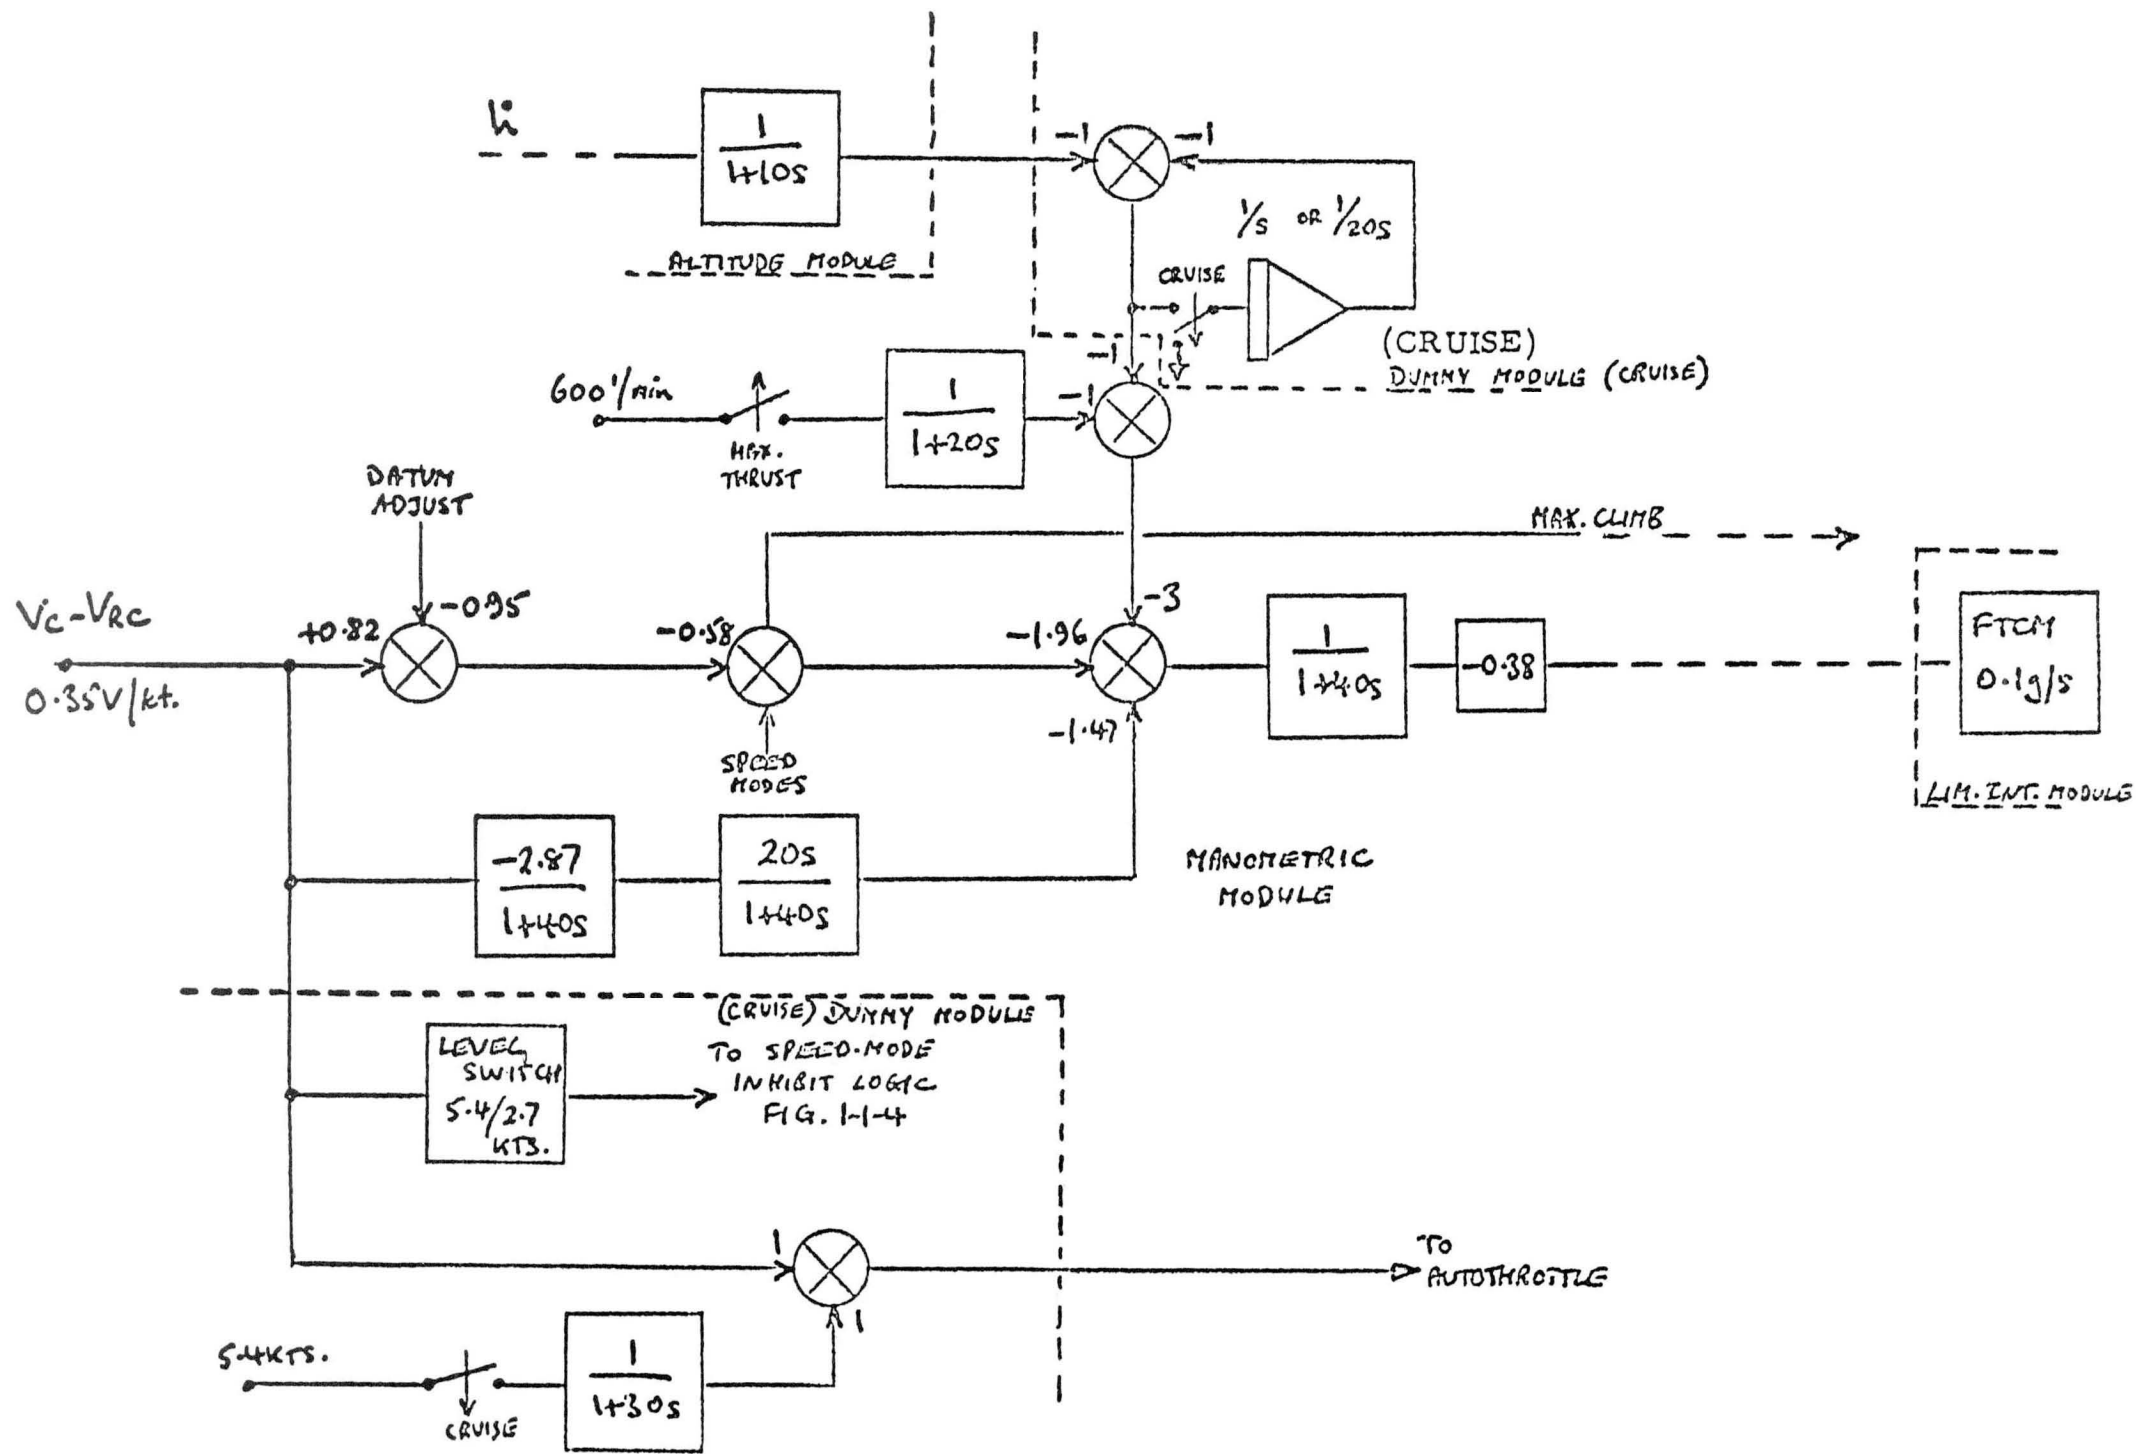 ḣ
1
1+10s
-1
-1
1/s OR 1/20s
ALTITUDE MODULE
CRUISE
(CRUISE)
DUMMY MODULE (CRUISE)
-1
600'/min
MAX.
THRUST
1
1+20s
-1
DATUM
ADJUST
MAX. CLIMB
Vc-VRC
0.35V/kt.
+0.82
-0.95
-0.58
-1.96
-3
-1.47
1
1+40s
-0.38
FTCM
0.1g/s
LIM. INT. MODULE
SPEED
MODES
-2.87
1+40s
20s
1+40s
MANOMETRIC
MODULE
(CRUISE) DUMMY MODULE
LEVEL
SWITCH
5.4/2.7
KTS.
TO SPEED-MODE
INHIBIT LOGIC
FIG. 1-1-4
1
1
TO
AUTOTHROTTLE
5.4KTS.
CRUISE
1
1+30s